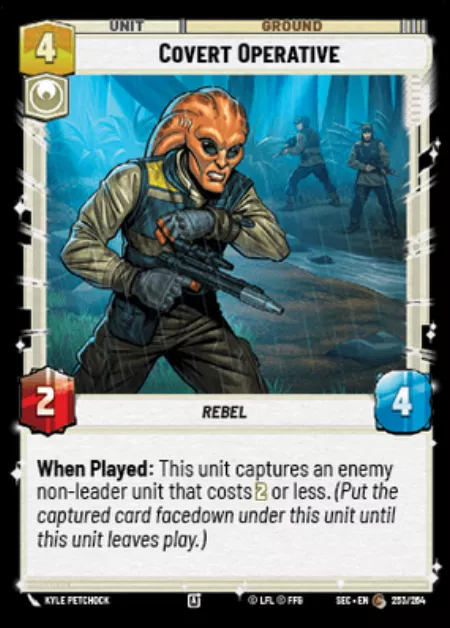 UNIT GROUND
4 COVERT OPERATIVE
2 REBEL 4
When Played: This unit captures an enemy
non-leader unit that costs 2 or less. (Put the
captured card facedown under this unit until
this unit leaves play.)
KYLE PETCHOCK A © LFL © FFG SEC • EN 253/264